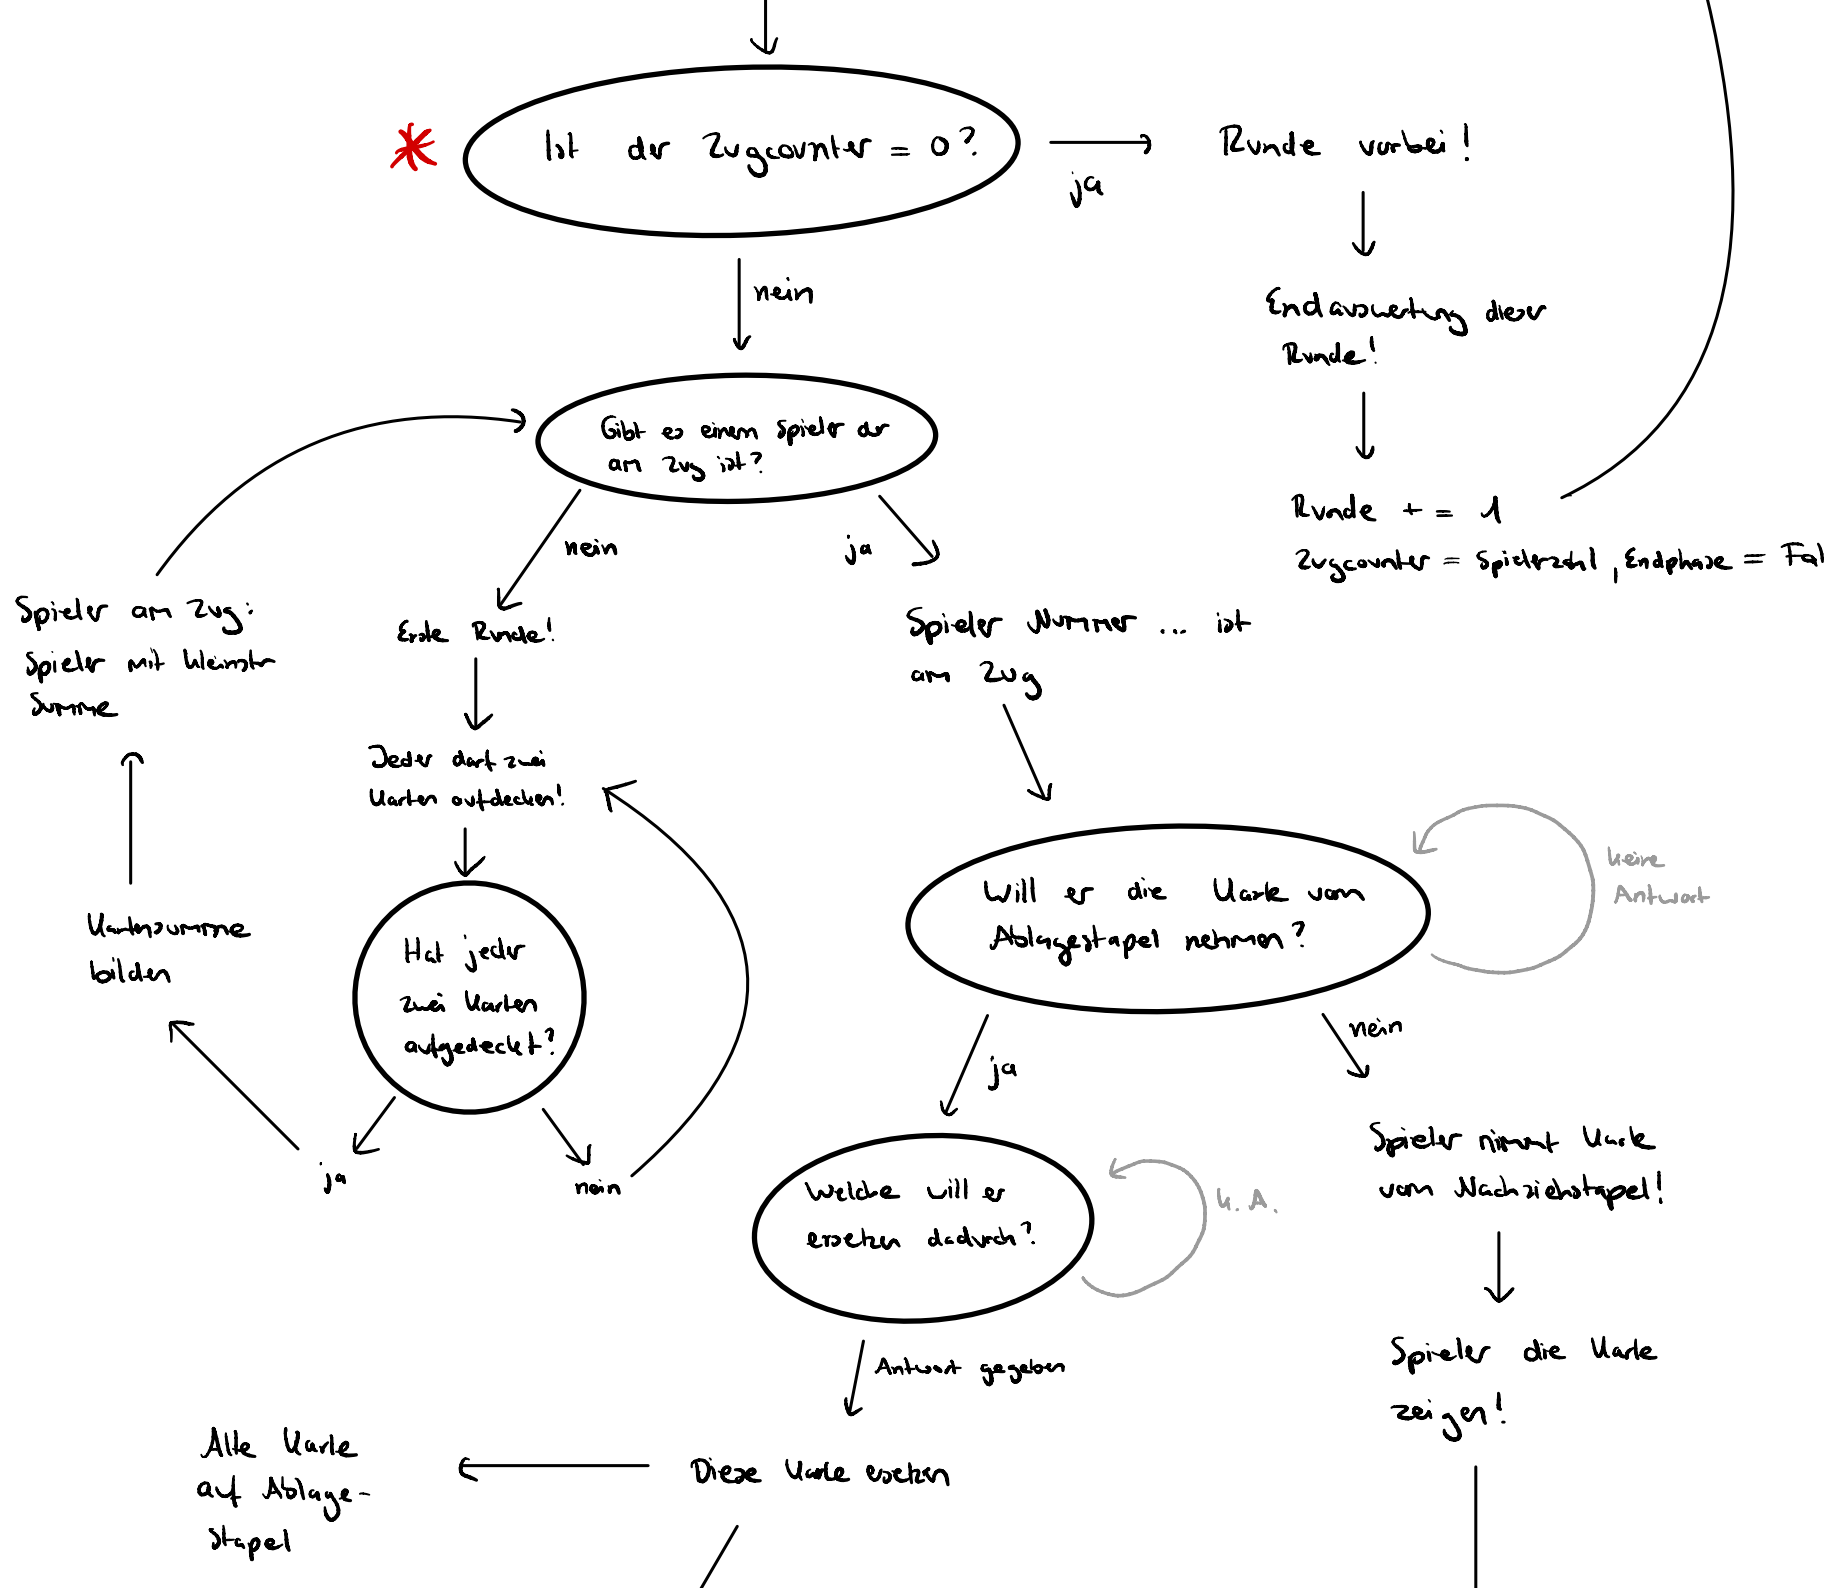 Ist der Zugcounter = 0?
ja
Runde vorbei!
nein
Endauswertung dieser
Runde!
Gibt es einem Spieler der
am Zug ist?
Runde += 1
Zugcounter = Spielerzahl, Endphase = Fal
nein
ja
Spieler am Zug:
Spieler mit kleinster
Summe
Erste Runde!
Spieler Nummer ... ist
am Zug
Jeder darf zwei
Karten aufdecken!
keine
Antwort
Will er die Karte vom
Ablagestapel nehmen?
Kartensumme
bilden
Hat jeder
zwei Karten
aufgedeckt?
nein
ja
ja
nein
Spieler nimmt Karte
vom Nachziehstapel!
Welche will er
ersetzen dadurch?
k. A.
Spieler die Karte
zeigen!
Antwort gegeben
Alte Karte
auf Ablage-
stapel
Diese Karte ersetzen